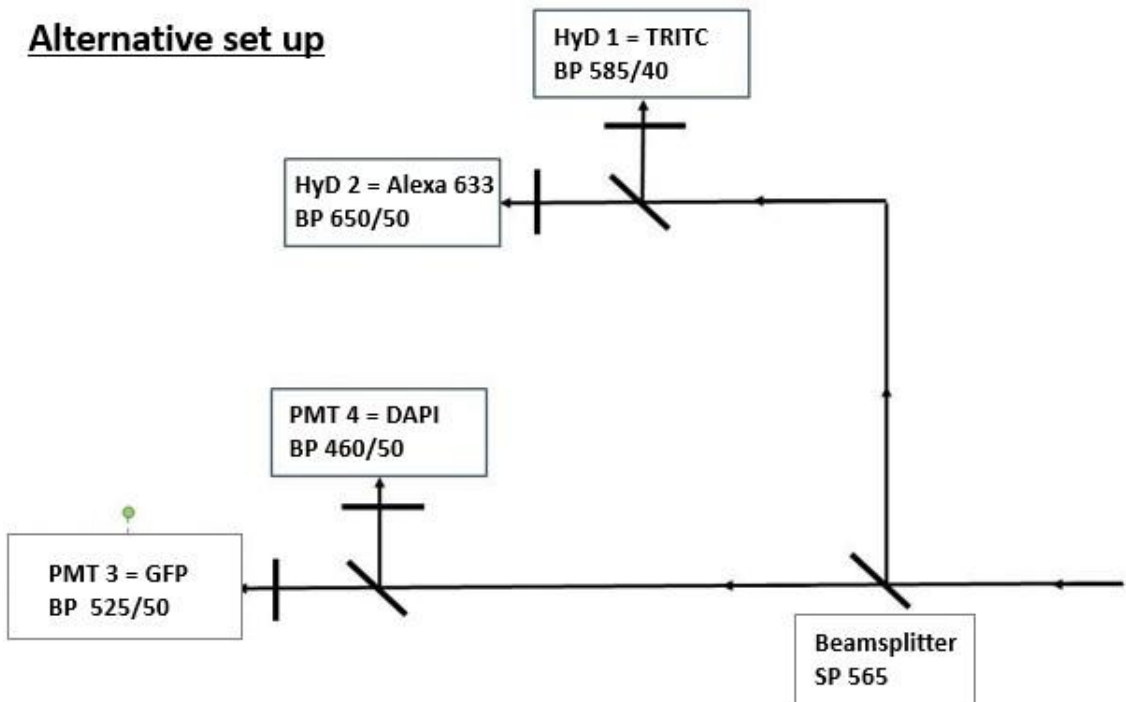 Alternative set up
HyD 1 = TRITC
BP 585/40
HyD 2 = Alexa 633
BP 650/50
PMT 4 = DAPI
BP 460/50
PMT 3 = GFP
BP  525/50
Beamsplitter
SP 565